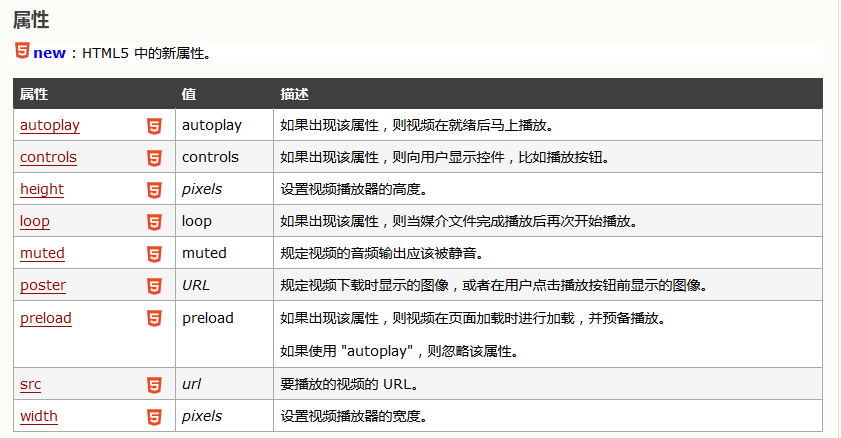 属性
5 new : HTML5 中的新属性。
属性 值 描述
autoplay 5 autoplay 如果出现该属性，则视频在就绪后马上播放。
controls 5 controls 如果出现该属性，则向用户显示控件，比如播放按钮。
height 5 pixels 设置视频播放器的高度。
loop 5 loop 如果出现该属性，则当媒介文件完成播放后再次开始播放。
muted 5 muted 规定视频的音频输出应该被静音。
poster 5 URL 规定视频下载时显示的图像，或者在用户点击播放按钮前显示的图像。
preload 5 preload 如果出现该属性，则视频在页面加载时进行加载，并预备播放。
如果使用 "autoplay"，则忽略该属性。
src 5 url 要播放的视频的 URL。
width 5 pixels 设置视频播放器的宽度。